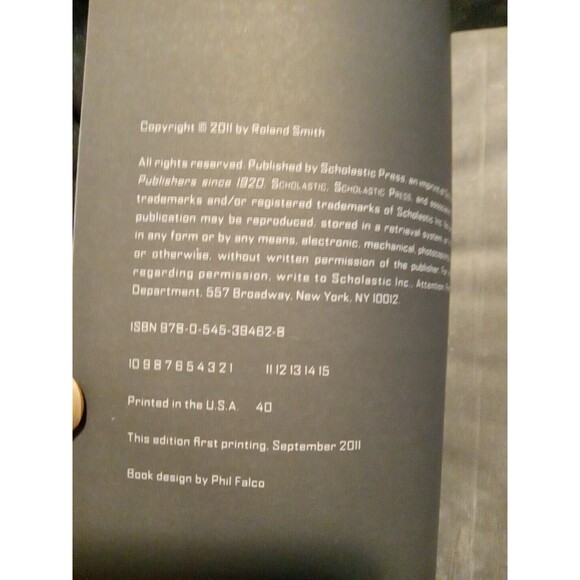 Copyright © 2011 by Roland Smith
All rights reserved. Published by Scholastic Press, an imprint of
Publishers since 1920. SCHOLASTIC, SCHOLASTIC PRESS, and
trademarks and/or registered trademarks of Scholastic Inc.
publication may be reproduced, stored in a retrieval system,
in any form or by any means, electronic, mechanical,
or otherwise, without written permission of the publisher. For
regarding permission, write to Scholastic Inc., Attention:
Department, 557 Broadway, New York, NY 10012.
ISBN 978-0-545-39482-8
10 9 8 7 6 5 4 3 2 1 11 12 13 14 15
Printed in the U.S.A. 40
This edition first printing, September 2011
Book design by Phil Falco